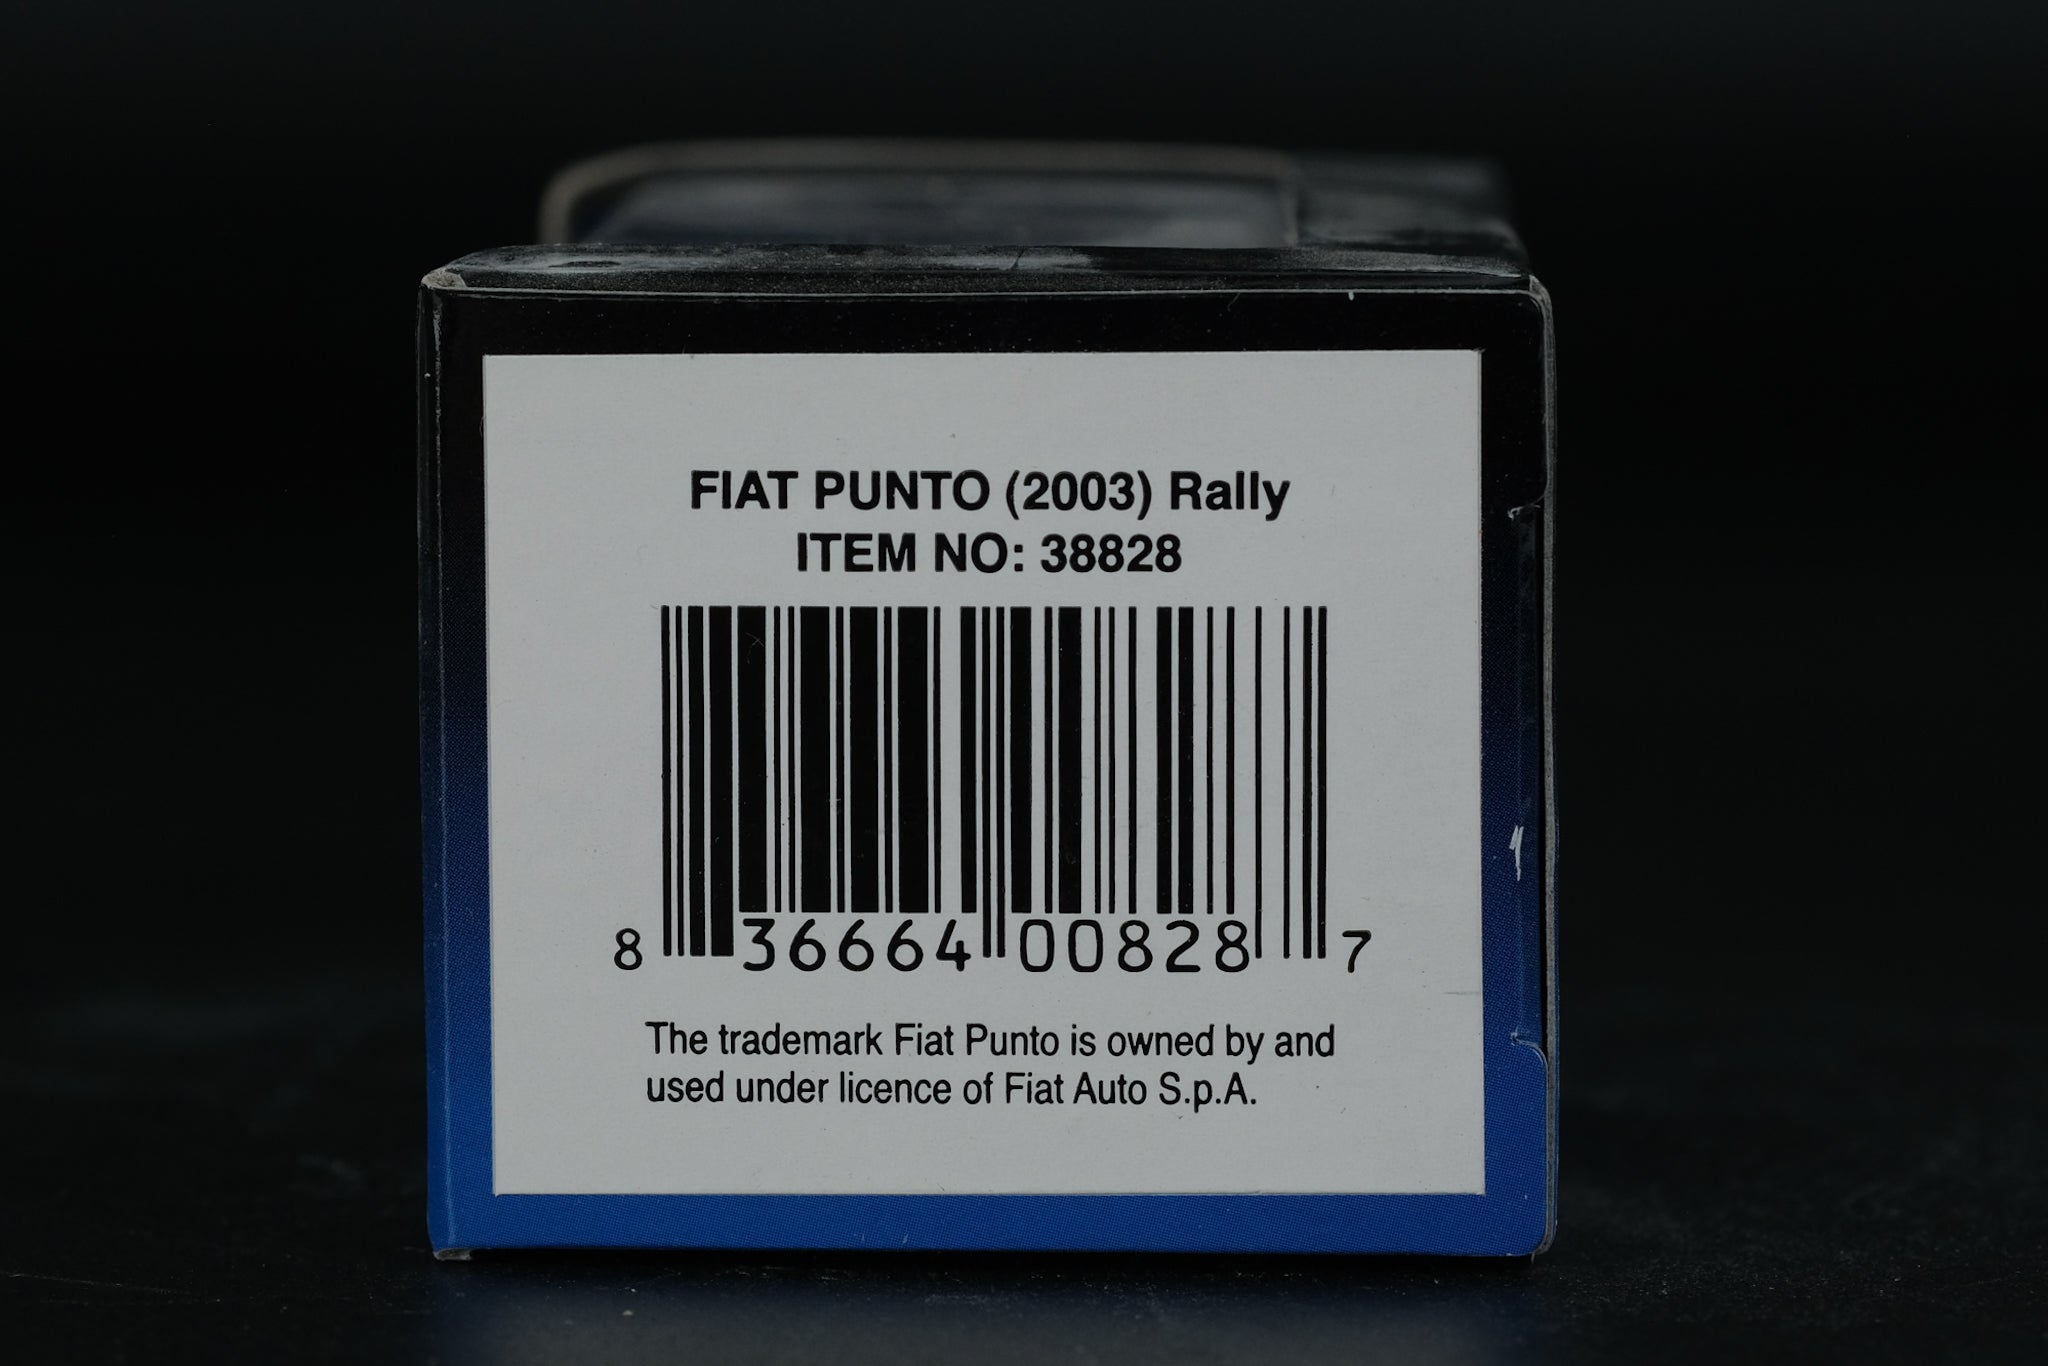 FIAT PUNTO (2003) Rally
ITEM NO: 38828
8 36664 00828 7
The trademark Fiat Punto is owned by and
used under licence of Fiat Auto S.p.A.